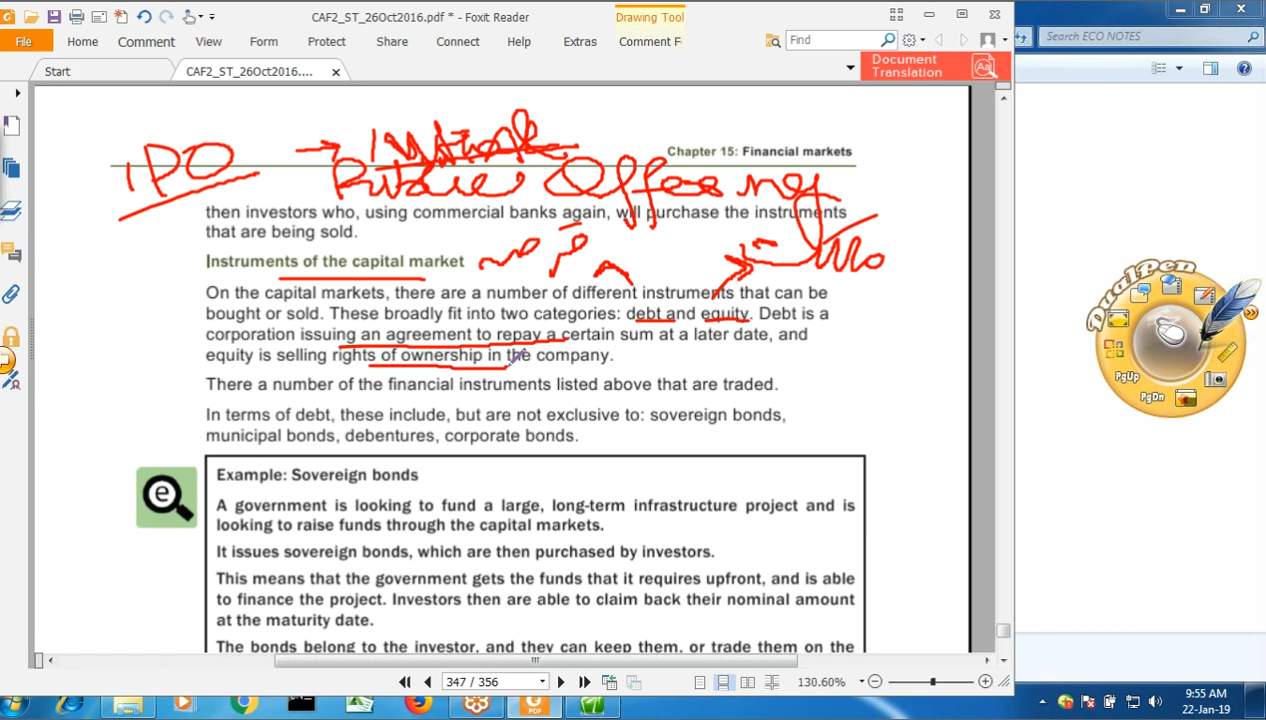 CAF2_ST_26Oct2016.pdf * - Foxit Reader
Drawing Tool
File Home Comment View Form Protect Share Connect Help Extras Comment F
Find
Search ECO NOTES
Start CAF2_ST_26Oct2016....
Document
Translation
IPO
Public Offering
Chapter 15: Financial markets
then investors who, using commercial banks again, will purchase the instruments
that are being sold.
Instruments of the capital market
On the capital markets, there are a number of different instruments that can be
bought or sold. These broadly fit into two categories: debt and equity. Debt is a
corporation issuing an agreement to repay a certain sum at a later date, and
equity is selling rights of ownership in the company.
There a number of the financial instruments listed above that are traded.
In terms of debt, these include, but are not exclusive to: sovereign bonds,
municipal bonds, debentures, corporate bonds.
Example: Sovereign bonds
A government is looking to fund a large, long-term infrastructure project and is
looking to raise funds through the capital markets.
It issues sovereign bonds, which are then purchased by investors.
This means that the government gets the funds that it requires upfront, and is able
to finance the project. Investors then are able to claim back their nominal amount
at the maturity date.
The bonds belong to the investor, and they can keep them, or trade them on the
DualPen
PgUp
PgDn
347 / 356
130.60%
PDF
9:55 AM
22-Jan-19